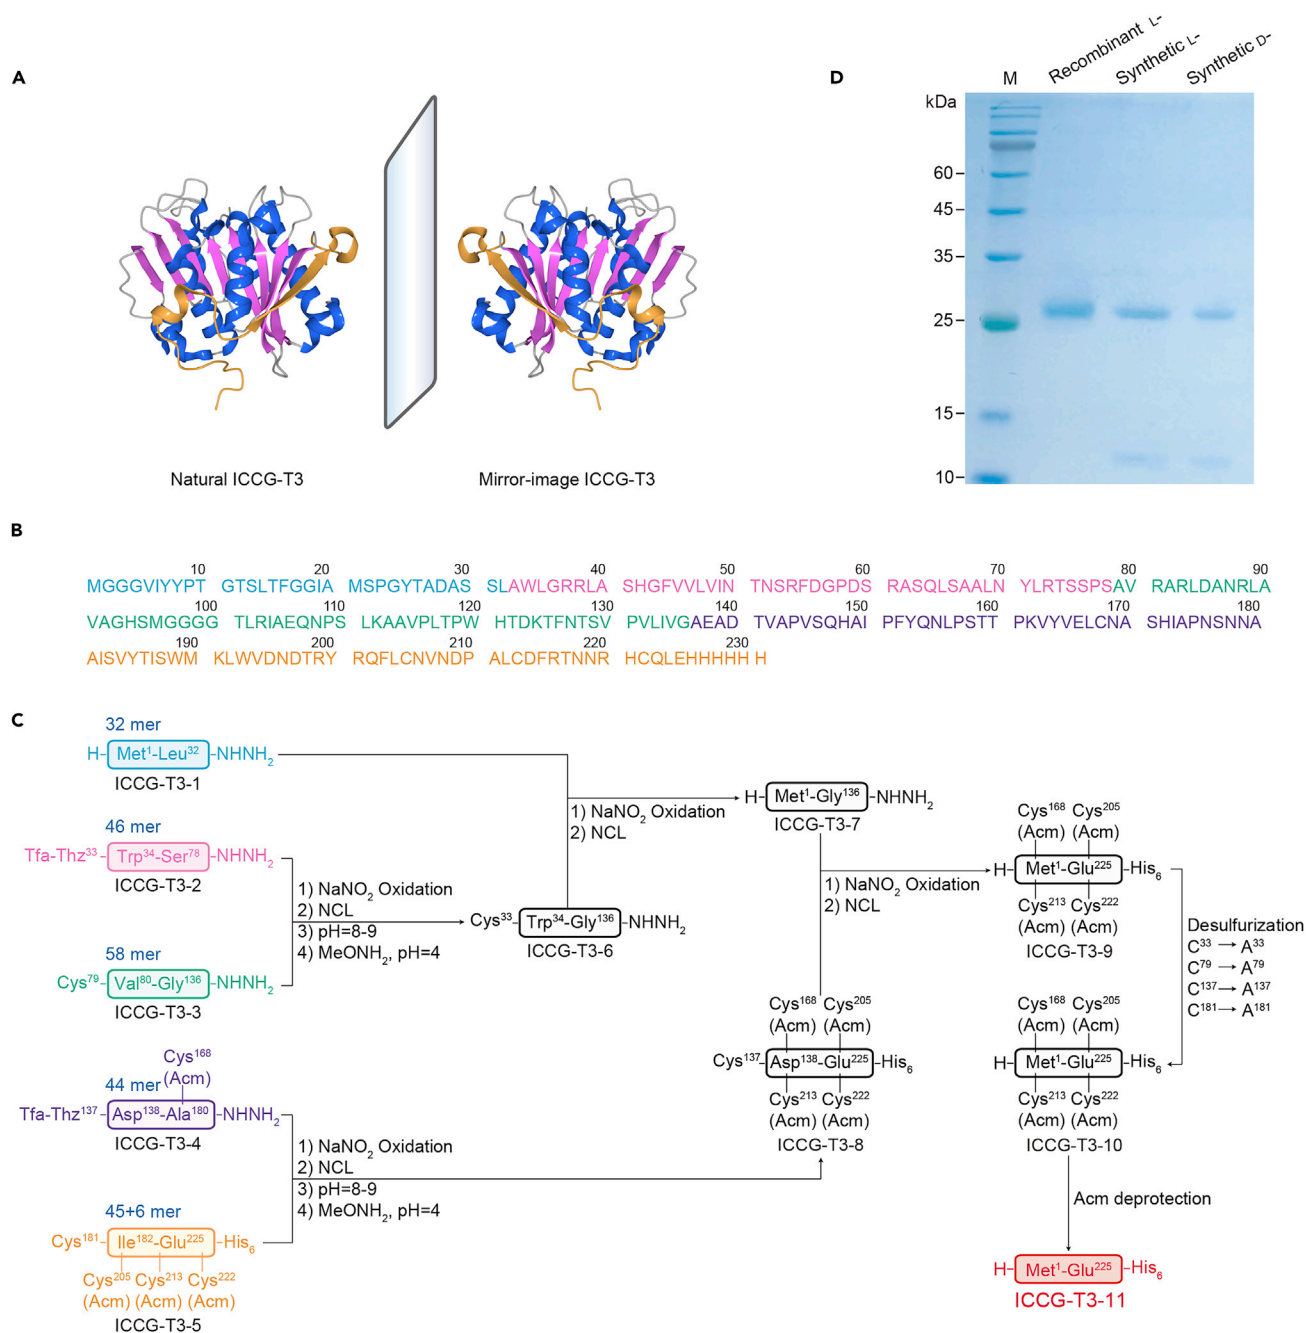 A
Natural ICCG-T3
Mirror-image ICCG-T3
D
kDa
M
Recombinant L-
Synthetic L-
Synthetic D-
60
45
35
25
15
10
B
10 20 30 40 50 60 70 80 90
MGGGVIYYPT GTSLTFGGIA MSPGYTADAS SLAWLGRRLA SHGFVVLVIN TNSRFDGPDS RASQLSAALN YLRTSSPSAV RARLDANRLA
100 110 120 130 140 150 160 170 180
VAGHSMGGGG TLRIAEQNPS LKAAVPLTPW HTDKTFNTSV PVLIVGAEAD TVAPVSQHAI PFYQNLPSTT PKVYVELCNA SHIAPNSNNA
190 200 210 220 230
AISVYTISWM KLWVDNDTRY RQFLCNVNDP ALCDFRTNNR HCQLEHHHHH H
C
32 mer
H-Met¹-Leu³²-NHNH₂
ICCG-T3-1
46 mer
Tfa-Thz³³-Trp³⁴-Ser⁷⁸-NHNH₂
ICCG-T3-2
58 mer
Cys⁷⁹-Val⁸⁰-Gly¹³⁶-NHNH₂
ICCG-T3-3
Cys¹⁶⁸
(Acm)
44 mer
Tfa-Thz¹³⁷-Asp¹³⁸-Ala¹⁸⁰-NHNH₂
ICCG-T3-4
45+6 mer
Cys¹⁸¹-Ile¹⁸²-Glu²²⁵-His₆
Cys²⁰⁵ Cys²¹³ Cys²²²
(Acm) (Acm) (Acm)
ICCG-T3-5
1) NaNO₂ Oxidation
2) NCL
3) pH=8-9
4) MeONH₂, pH=4
Cys³³-Trp³⁴-Gly¹³⁶-NHNH₂
ICCG-T3-6
1) NaNO₂ Oxidation
2) NCL
3) pH=8-9
4) MeONH₂, pH=4
1) NaNO₂ Oxidation
2) NCL
H-Met¹-Gly¹³⁶-NHNH₂
ICCG-T3-7
1) NaNO₂ Oxidation
2) NCL
Cys¹⁶⁸ Cys²⁰⁵
(Acm) (Acm)
Cys¹³⁷-Asp¹³⁸-Glu²²⁵-His₆
Cys²¹³ Cys²²²
(Acm) (Acm)
ICCG-T3-8
Cys¹⁶⁸ Cys²⁰⁵
(Acm) (Acm)
H-Met¹-Glu²²⁵-His₆
Cys²¹³ Cys²²²
(Acm) (Acm)
ICCG-T3-9
Desulfurization
C³³→A³³
C⁷⁹→A⁷⁹
C¹³⁷→A¹³⁷
C¹⁸¹→A¹⁸¹
Cys¹⁶⁸ Cys²⁰⁵
(Acm) (Acm)
H-Met¹-Glu²²⁵-His₆
Cys²¹³ Cys²²²
(Acm) (Acm)
ICCG-T3-10
Acm deprotection
H-Met¹-Glu²²⁵-His₆
ICCG-T3-11